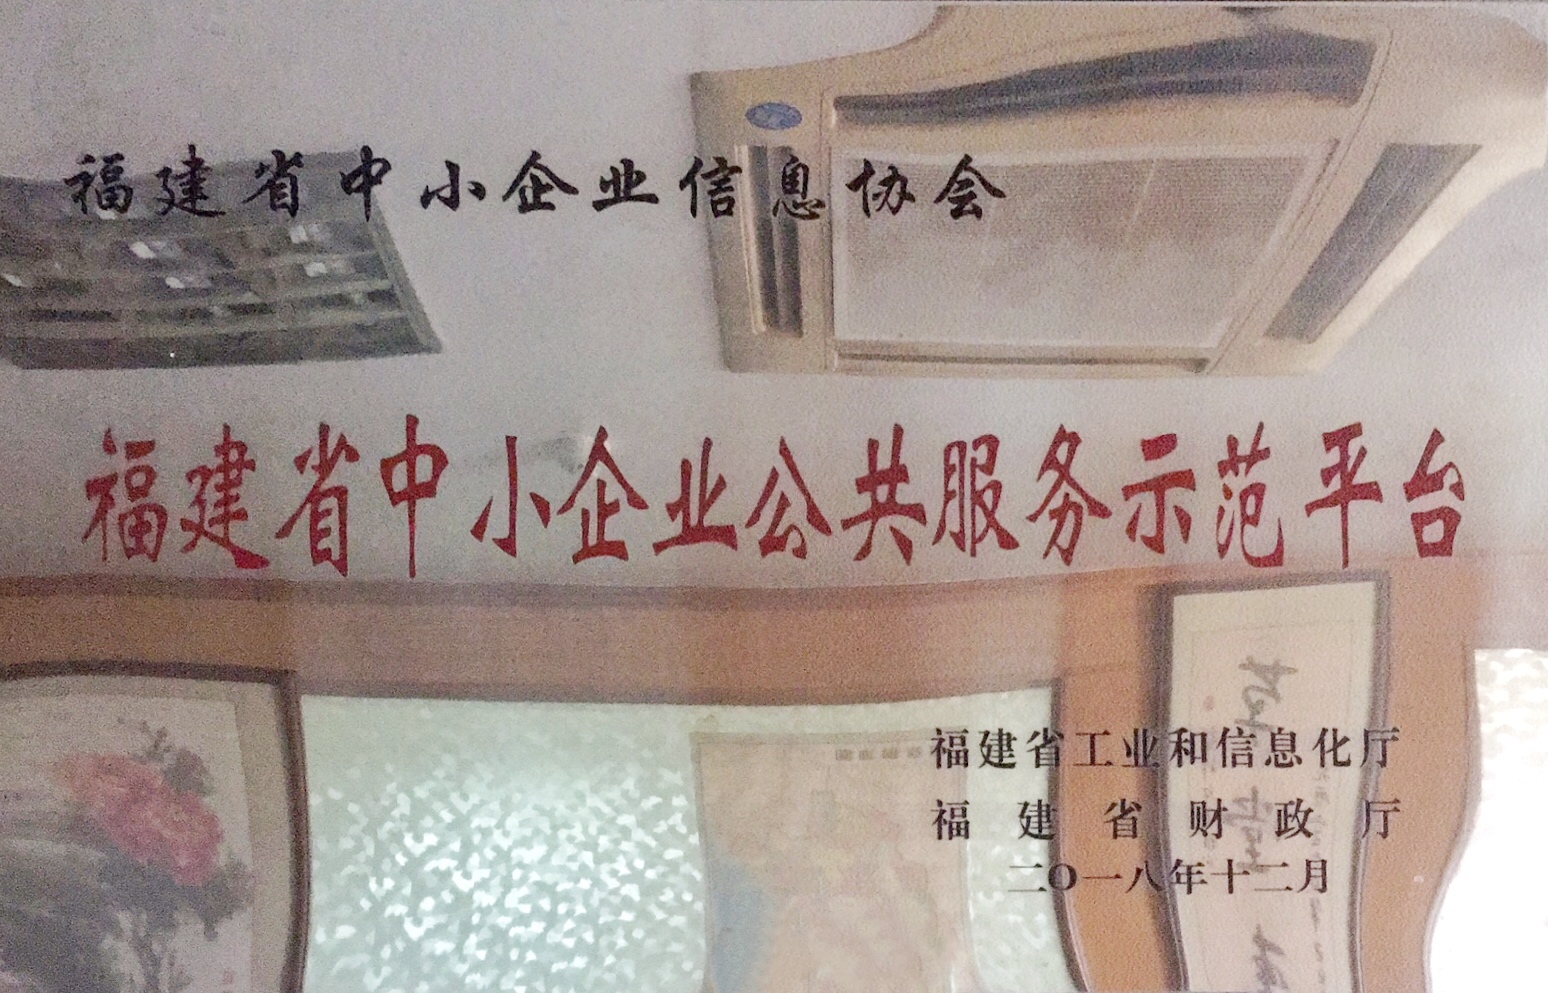 福建省中小企业信息协会
福建省中小企业公共服务示范平台
福建省工业和信息化厅
福建省财政厅
二〇一八年十二月